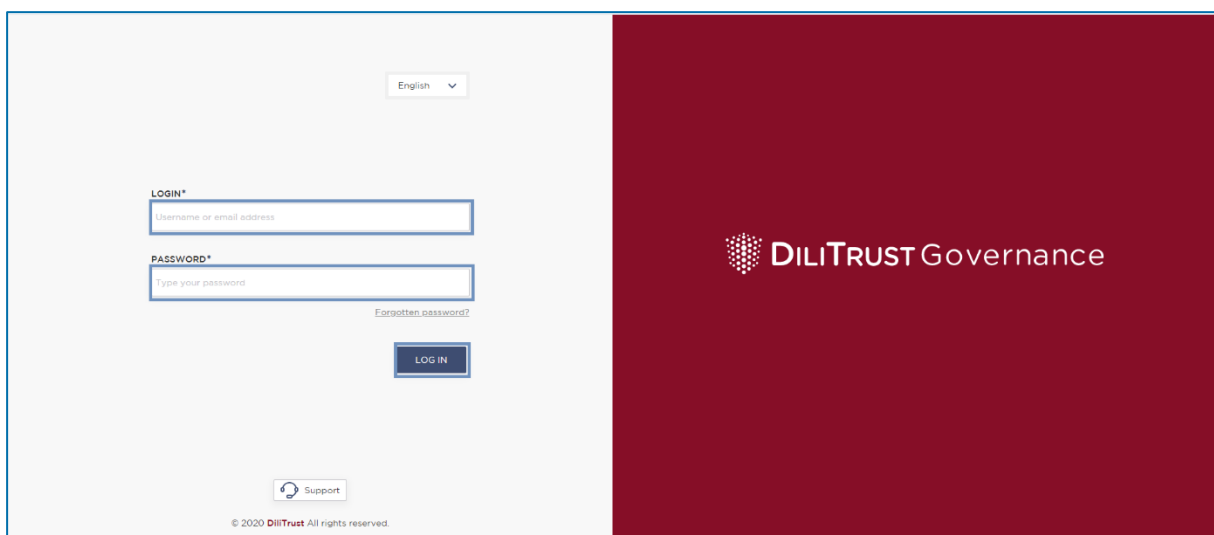 English
LOGIN*
Username or email address
PASSWORD*
Type your password
Forgotten password?
LOG IN
Support
© 2020 DiliTrust All rights reserved.
DILITRUST Governance